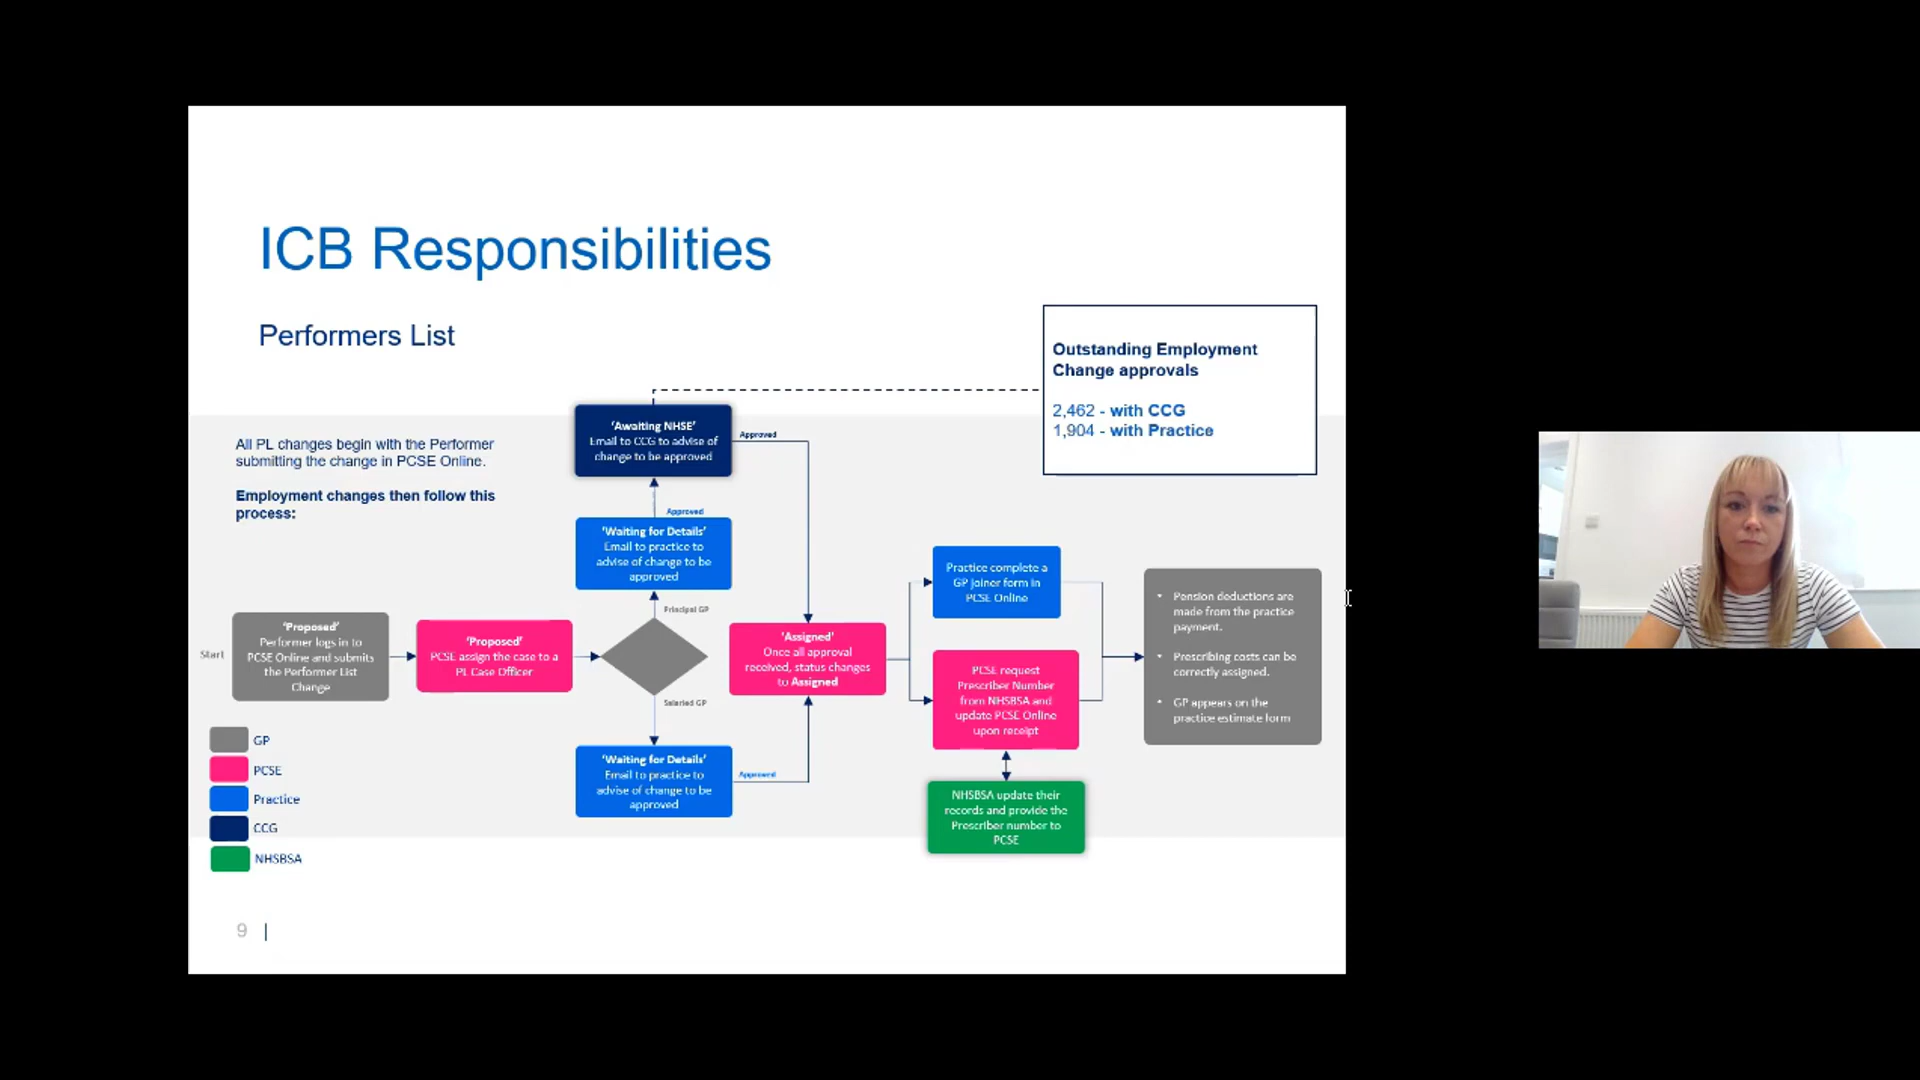 ICB Responsibilities
Performers List
Outstanding Employment
Change approvals
2,462 - with CCG
1,904 - with Practice
All PL changes begin with the Performer
submitting the change in PCSE Online.
Employment changes then follow this
process:
'Awaiting NHSE'
Email to CCG to advise of
change to be approved
Approved
Approved
'Waiting for Details'
Email to practice to
advise of change to be
approved
Principal GP
Start
'Proposed'
Performer logs in to
PCSE Online and submits
the Performer List
Change
'Proposed'
PCSE assign the case to a
PL Case Officer
Salaried GP
'Waiting for Details'
Email to practice to
advise of change to be
approved
Approved
'Assigned'
Once all approval
received, status changes
to Assigned
Practice complete a
GP joiner form in
PCSE Online
PCSE request
Prescriber Number
from NHSBSA and
update PCSE Online
upon receipt
NHSBSA update their
records and provide the
Prescriber number to
PCSE
• Pension deductions are
made from the practice
payment.
• Prescribing costs can be
correctly assigned.
• GP appears on the
practice estimate form
GP
PCSE
Practice
CCG
NHSBSA
9 |